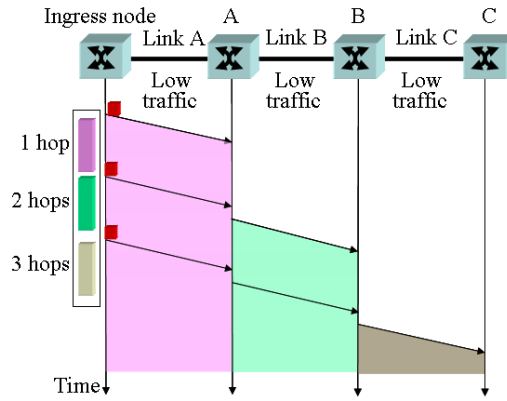 Ingress node
A
B
C
Link A
Link B
Link C
Low
traffic
Low
traffic
Low
traffic
1 hop
2 hops
3 hops
Time